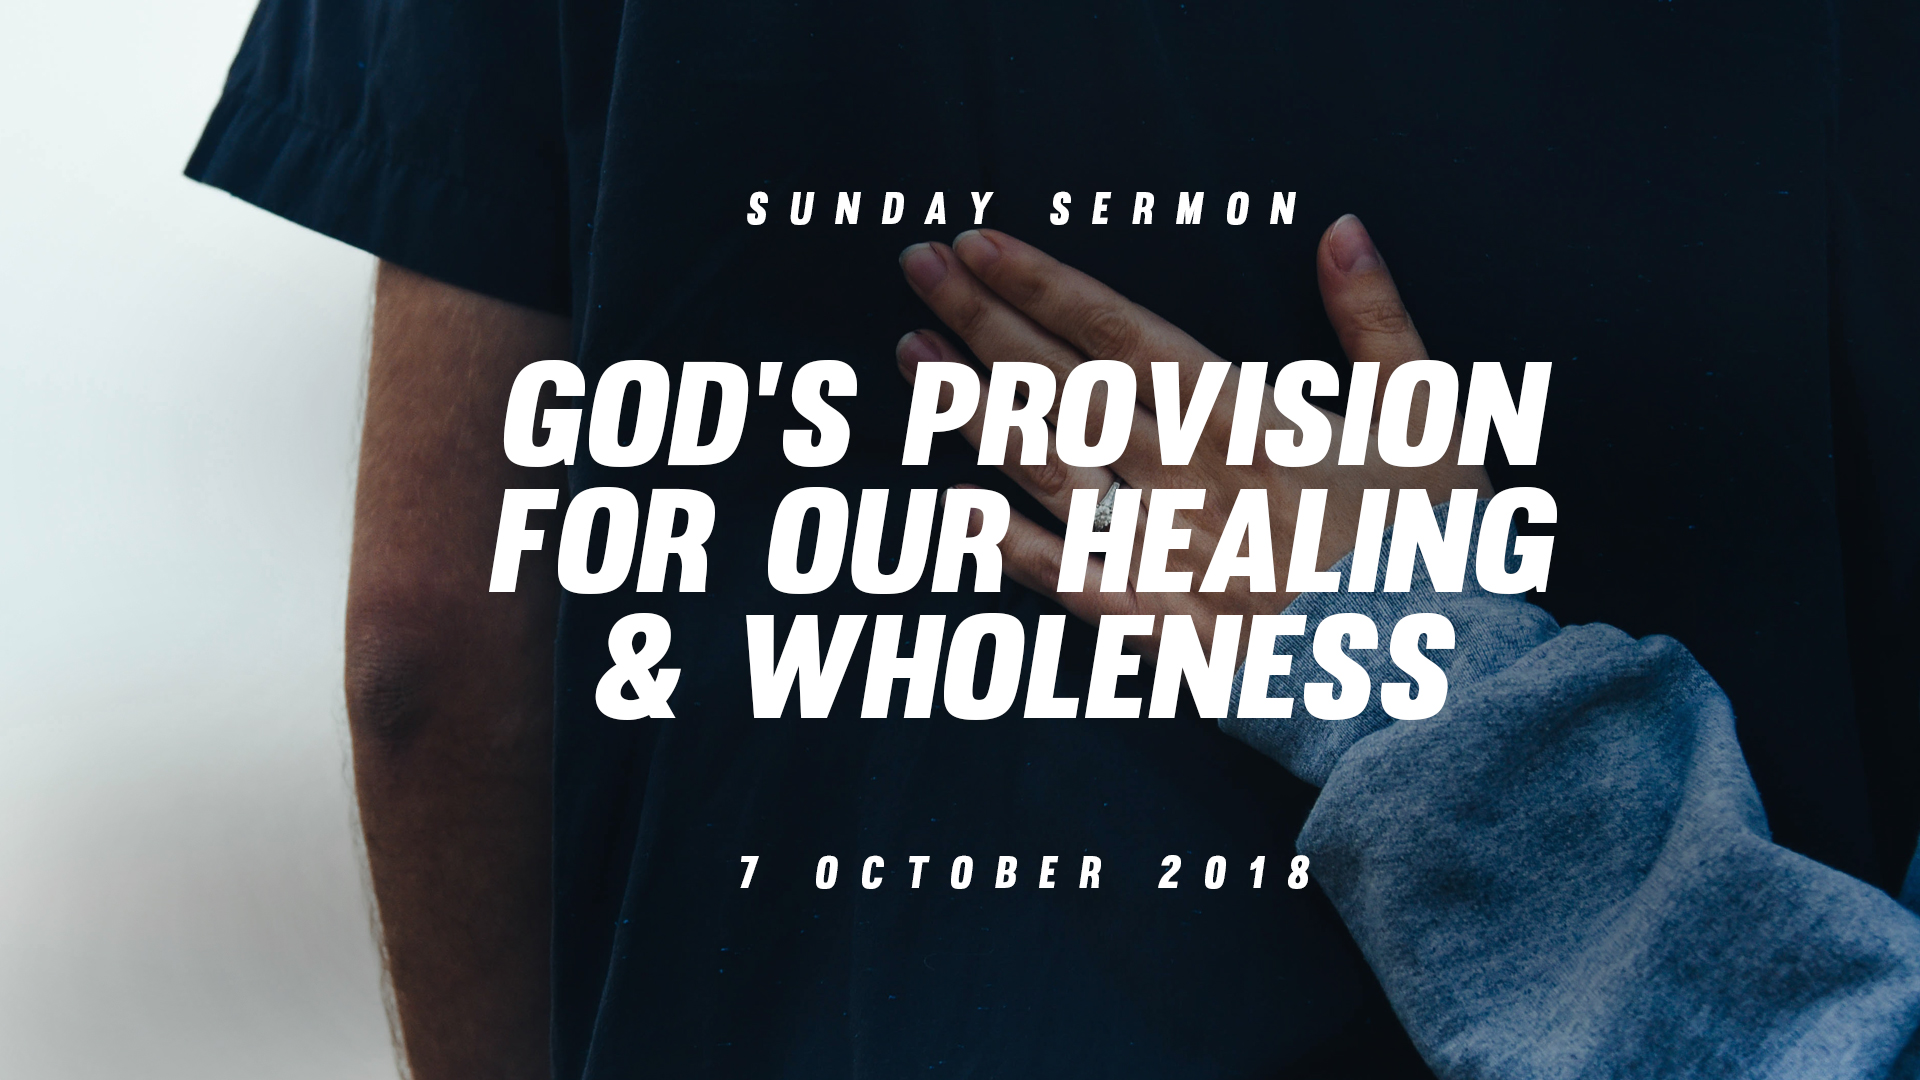 SUNDAY SERMON
GOD'S PROVISION
FOR OUR HEALING
& WHOLENESS
7 OCTOBER 2018